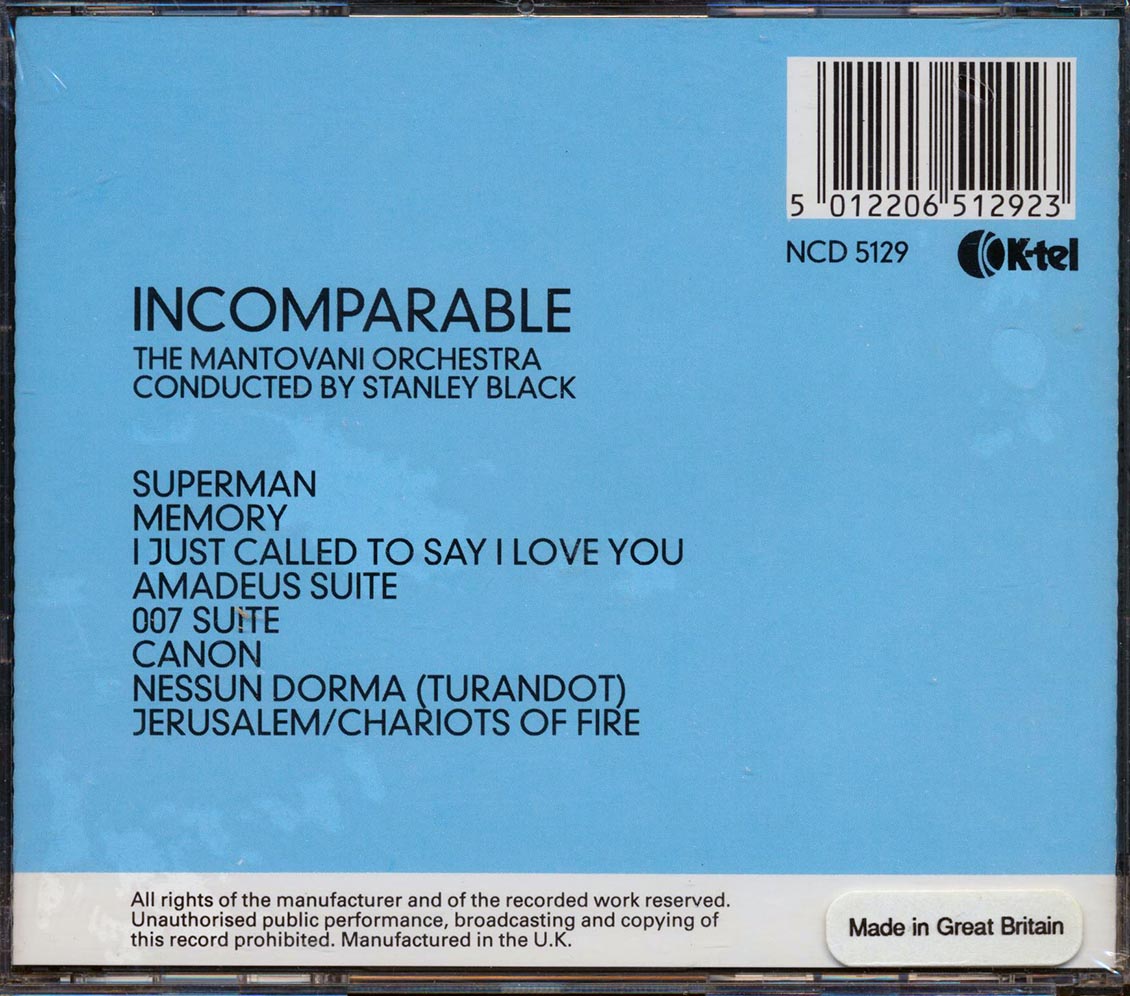 5 012206 512923
NCD 5129 K-tel
INCOMPARABLE
THE MANTOVANI ORCHESTRA
CONDUCTED BY STANLEY BLACK
SUPERMAN
MEMORY
I JUST CALLED TO SAY I LOVE YOU
AMADEUS SUITE
007 SUITE
CANON
NESSUN DORMA (TURANDOT)
JERUSALEM/CHARIOTS OF FIRE
All rights of the manufacturer and of the recorded work reserved.
Unauthorised public performance, broadcasting and copying of
this record prohibited. Manufactured in the U.K.
Made in Great Britain